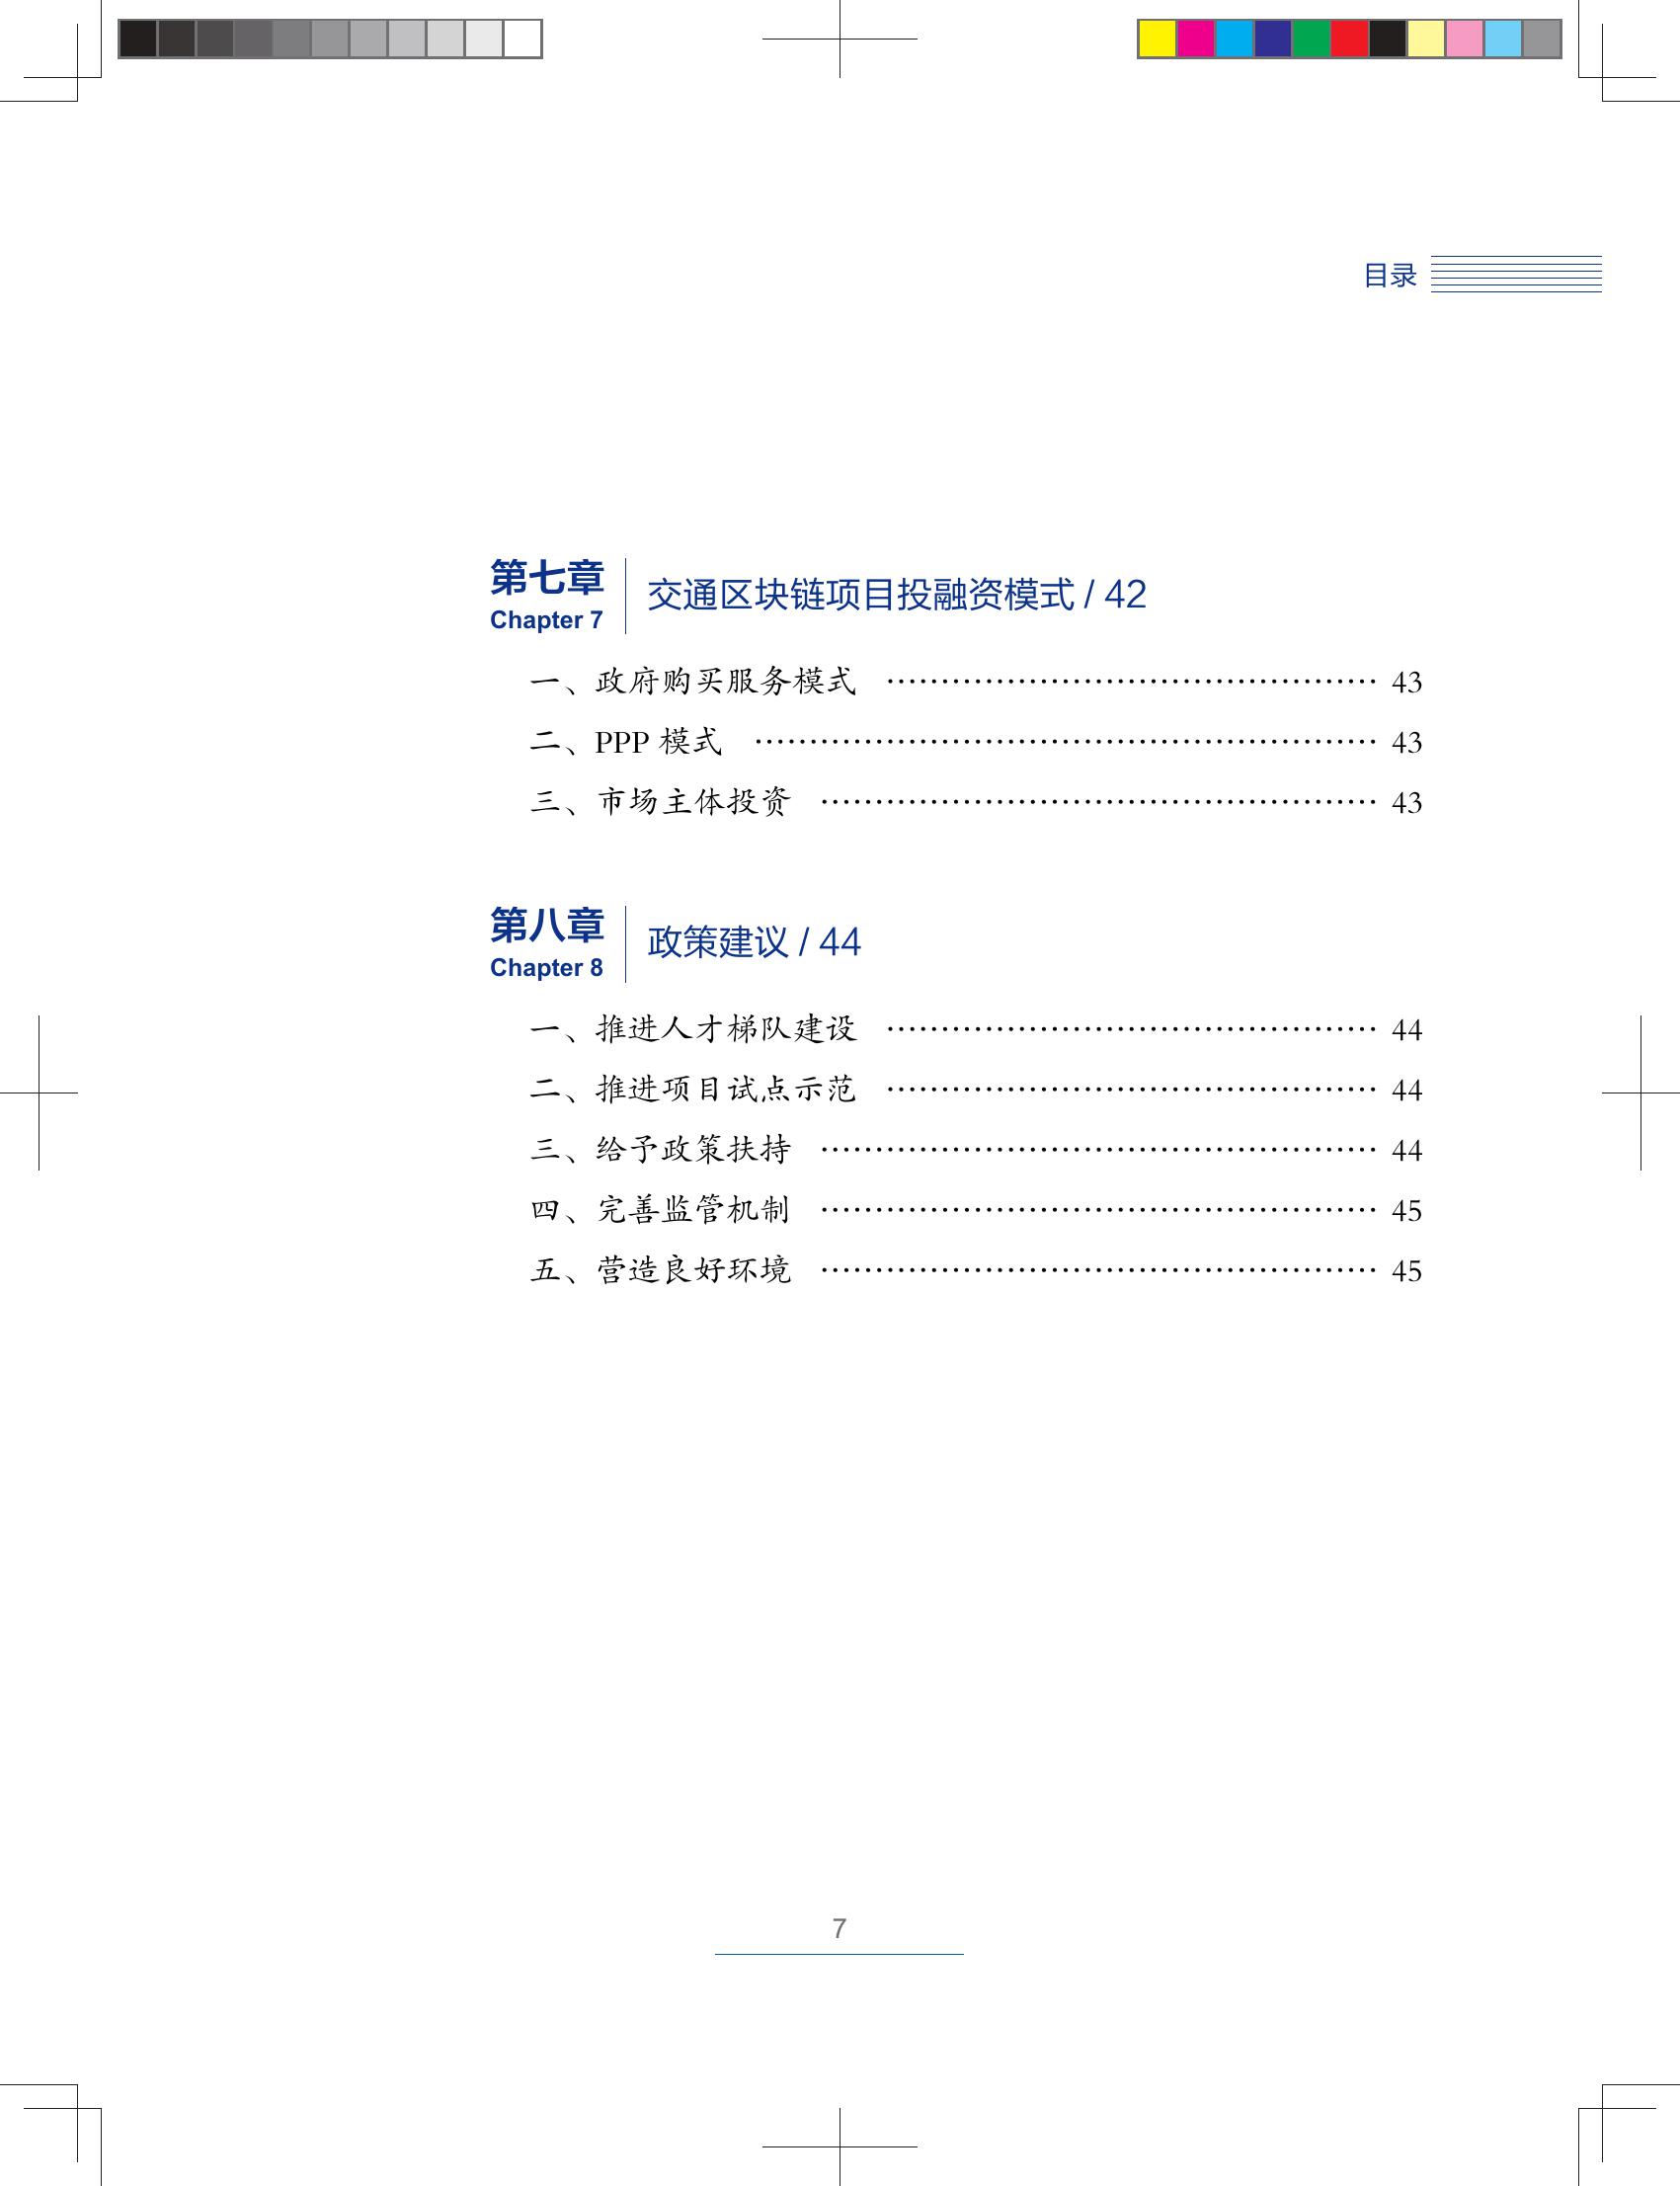 目录
第七章
Chapter 7
交通区块链项目投融资模式 / 42
一、政府购买服务模式 ………………………………………… 43
二、PPP 模式 ………………………………………… 43
三、市场主体投资 ………………………………………… 43
第八章
Chapter 8
政策建议 / 44
一、推进人才梯队建设 ………………………………………… 44
二、推进项目试点示范 ………………………………………… 44
三、给予政策扶持 ………………………………………… 44
四、完善监管机制 ………………………………………… 45
五、营造良好环境 ………………………………………… 45
7